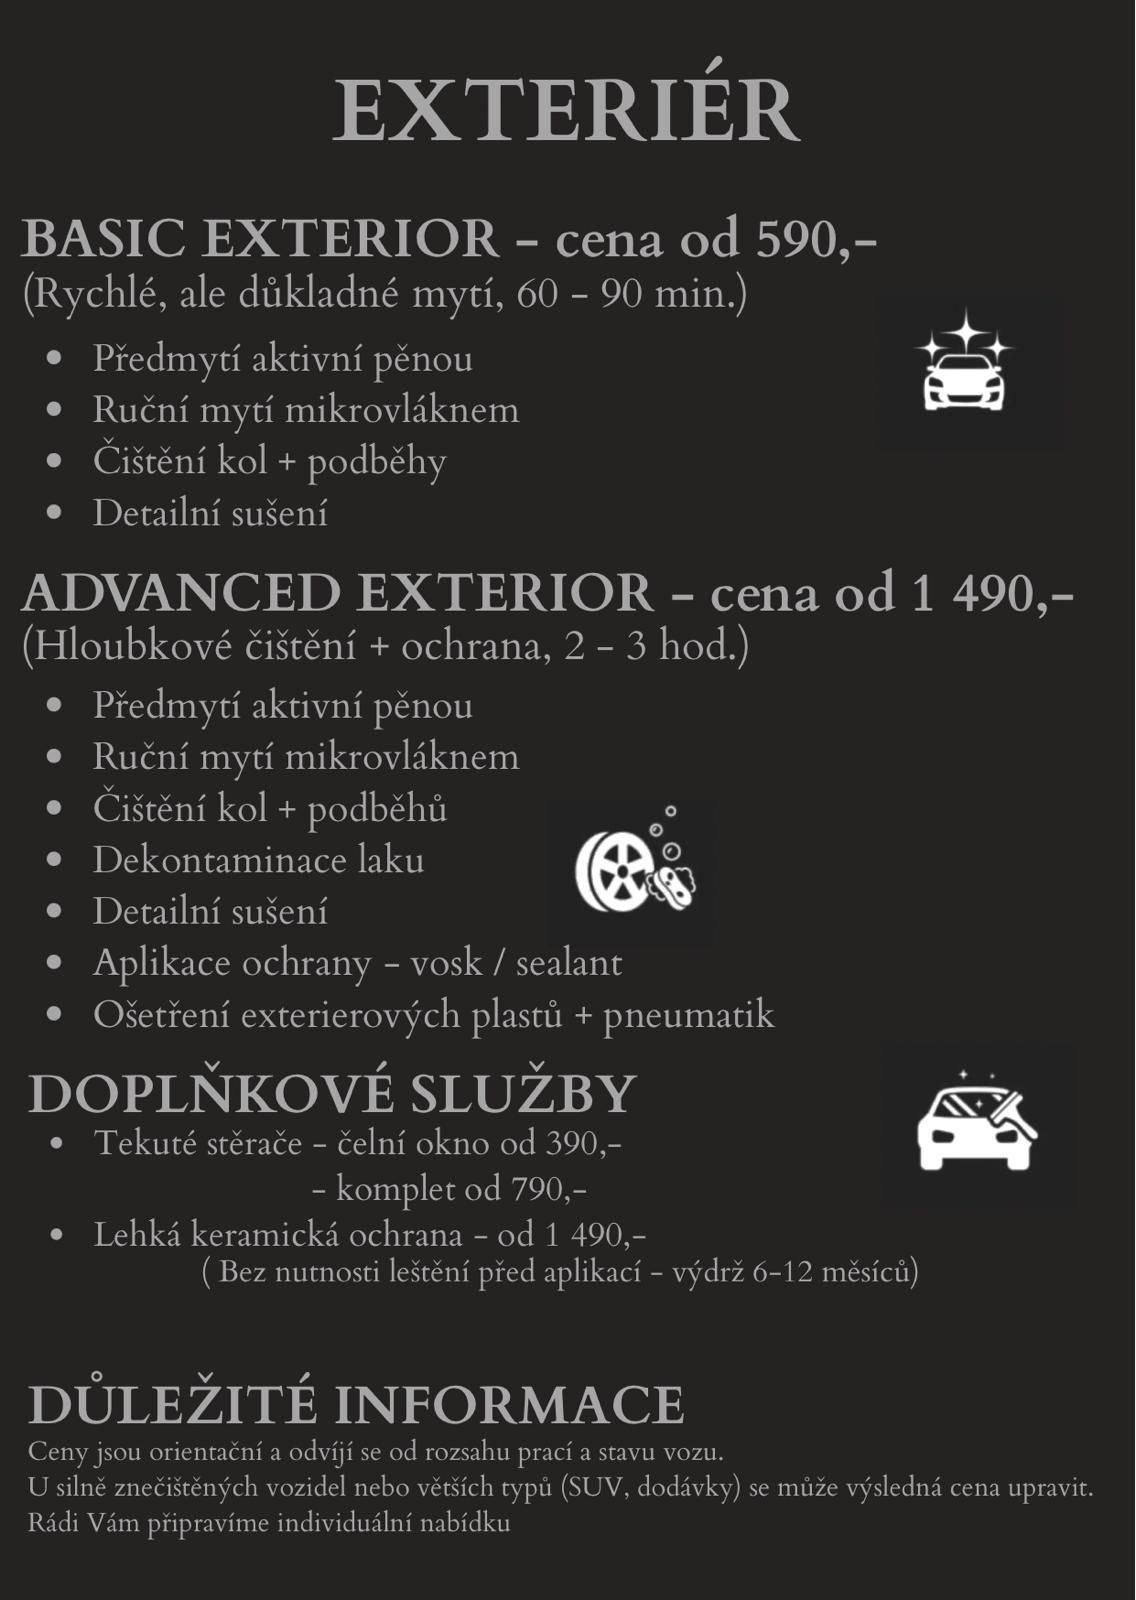 EXTERIÉR
BASIC EXTERIOR - cena od 590,-
(Rychlé, ale důkladné mytí, 60 - 90 min.)
• Předmytí aktivní pěnou
• Ruční mytí mikrovláknem
• Čištění kol + podběhy
• Detailní sušení
ADVANCED EXTERIOR - cena od 1 490,-
(Hloubkové čištění + ochrana, 2 - 3 hod.)
• Předmytí aktivní pěnou
• Ruční mytí mikrovláknem
• Čištění kol + podběhů
• Dekontaminace laku
• Detailní sušení
• Aplikace ochrany - vosk / sealant
• Ošetření exterierových plastů + pneumatik
DOPLŇKOVÉ SLUŽBY
• Tekuté stěrače - čelní okno od 390,-
- komplet od 790,-
• Lehká keramická ochrana - od 1 490,-
( Bez nutnosti leštění před aplikací - výdrž 6-12 měsíců)
DŮLEŽITÉ INFORMACE
Ceny jsou orientační a odvíjí se od rozsahu prací a stavu vozu.
U silně znečištěných vozidel nebo větších typů (SUV, dodávky) se může výsledná cena upravit.
Rádi Vám připravíme individuální nabídku